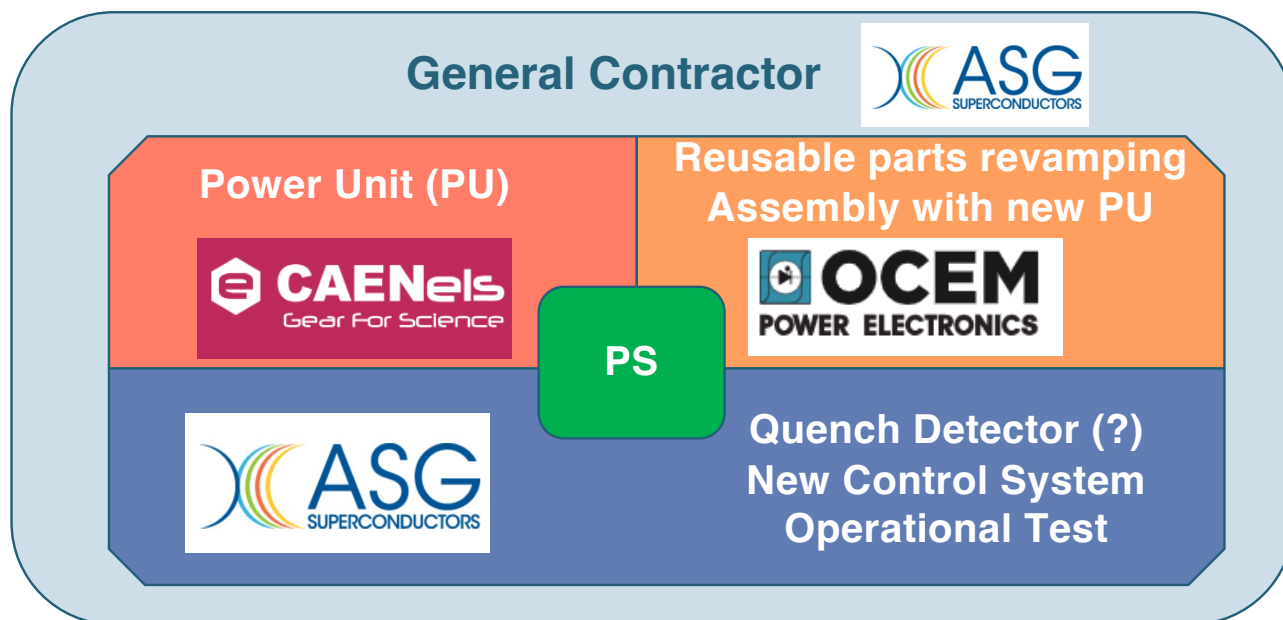 General Contractor
ASG
SUPERCONDUCTORS
Power Unit (PU)
e CAENels
Gear For Science
Reusable parts revamping
Assembly with new PU
OCEM
POWER ELECTRONICS
PS
ASG
SUPERCONDUCTORS
Quench Detector (?)
New Control System
Operational Test